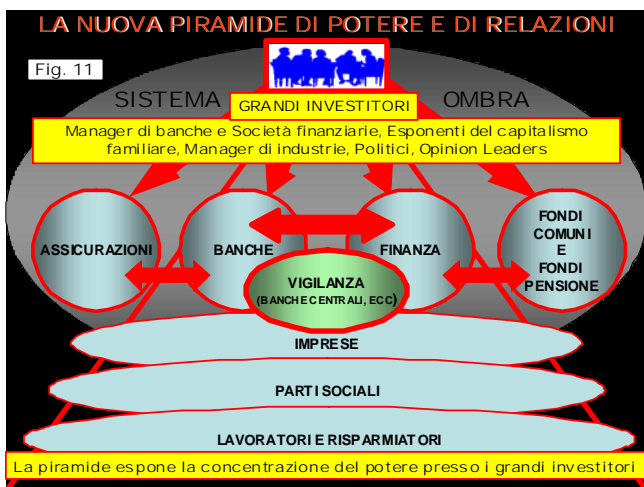 LA NUOVA PIRAMIDE DI POTERE E DI RELAZIONI
Fig. 11
SISTEMA OMBRA
GRANDI INVESTITORI
Manager di banche e Società finanziarie, Esponenti del capitalismo
familiare, Manager di industrie, Politici, Opinion Leaders
ASSICURAZIONI
BANCHE
FINANZA
FONDI
COMUNI
E
FONDI
PENSIONE
VIGILANZA
(BANCHE CENTRALI, ECC)
IMPRESE
PARTI SOCIALI
LAVORATORI E RISPARMIATORI
La piramide espone la concentrazione del potere presso i grandi investitori